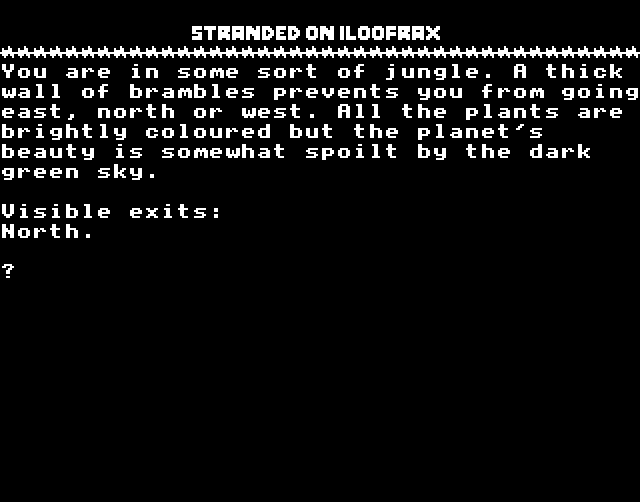 STRANDED ON ILOOFRAX
You are in some sort of jungle. A thick
wall of brambles prevents you from going
east, north or west. All the plants are
brightly coloured but the planet's
beauty is somewhat spoilt by the dark
green sky.
Visible exits:
North.
?